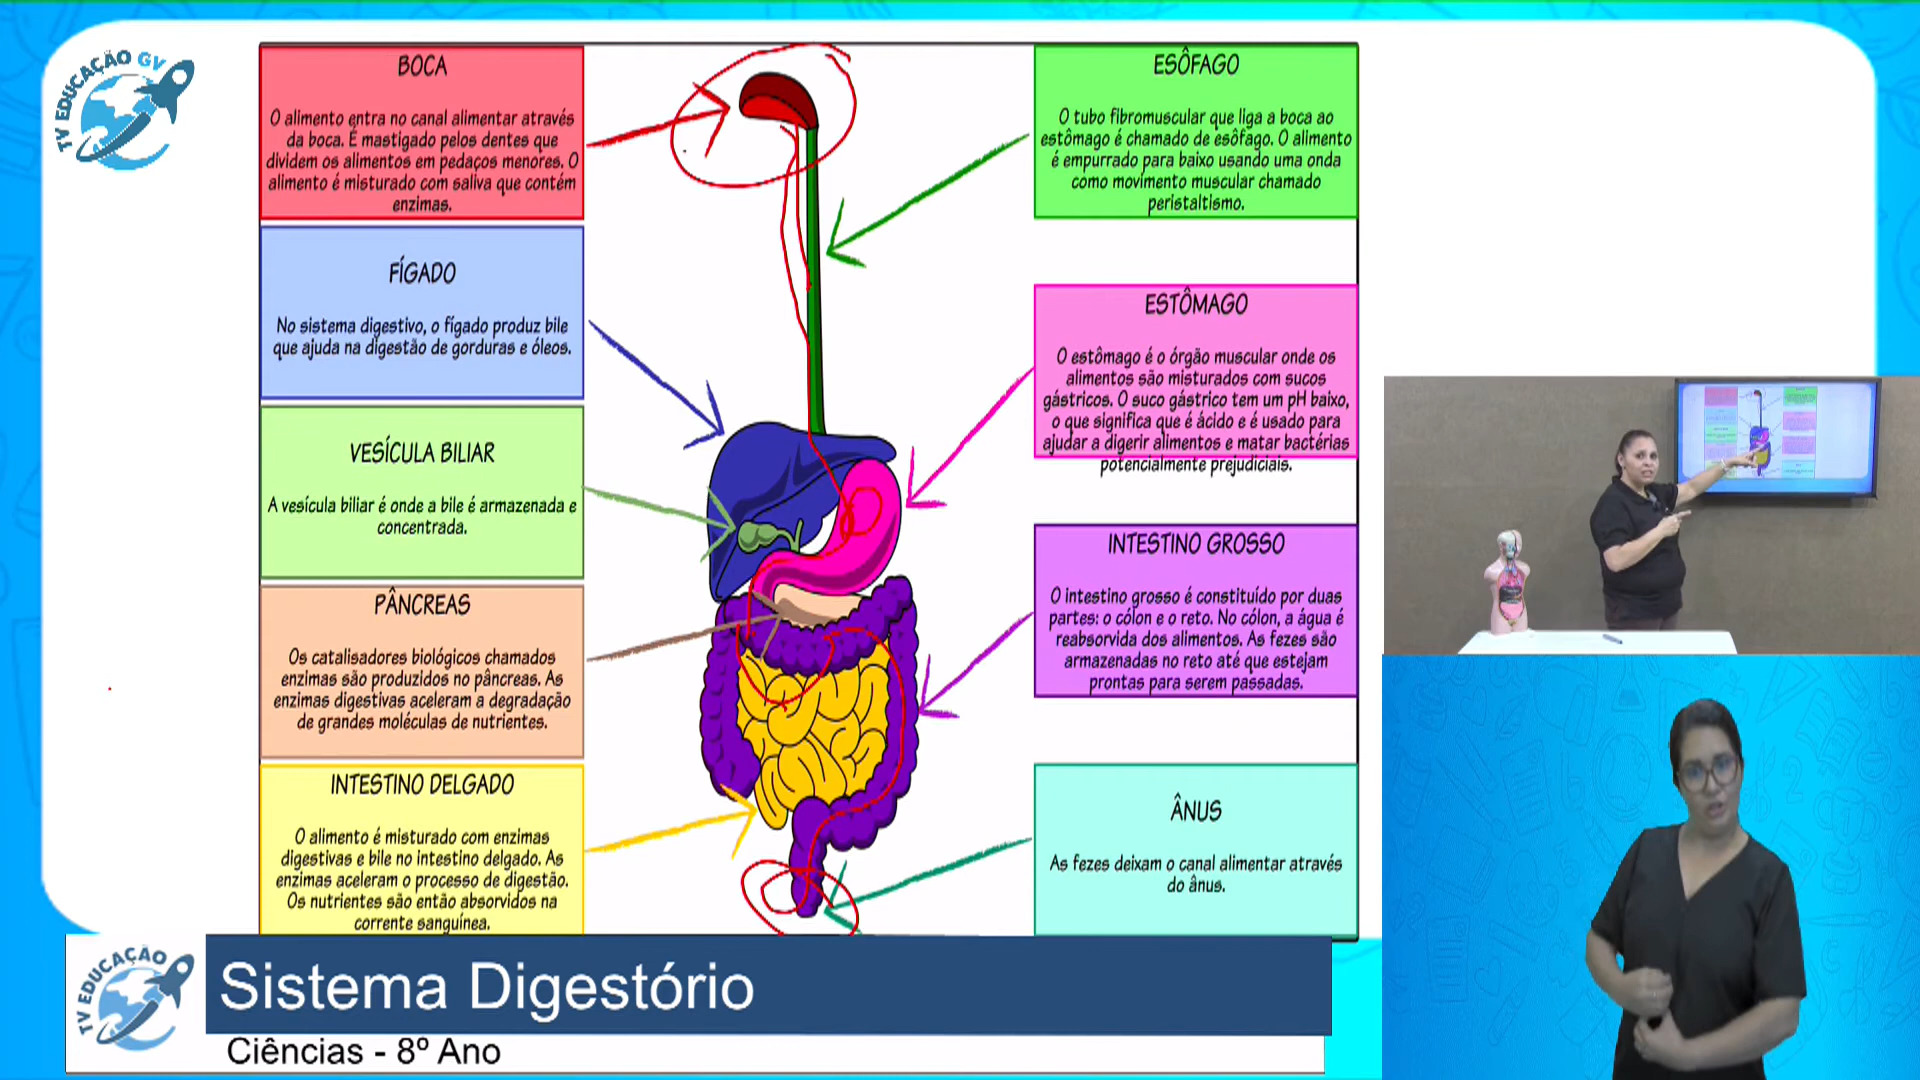 TV EDUCAÇÃO GV
BOCA
O alimento entra no canal alimentar através
da boca. É mastigado pelos dentes que
dividem os alimentos em pedaços menores. O
alimento é misturado com saliva que contém
enzimas.
FÍGADO
No sistema digestivo, o fígado produz bile
que ajuda na digestão de gorduras e óleos.
VESÍCULA BILIAR
A vesícula biliar é onde a bile é armazenada e
concentrada.
PÂNCREAS
Os catalisadores biológicos chamados
enzimas são produzidos no pâncreas. As
enzimas digestivas aceleram a degradação
de grandes moléculas de nutrientes.
INTESTINO DELGADO
O alimento é misturado com enzimas
digestivas e bile no intestino delgado. As
enzimas aceleram o processo de digestão.
Os nutrientes são então absorvidos na
corrente sanguínea.
ESÔFAGO
O tubo fibromuscular que liga a boca ao
estômago é chamado de esôfago. O alimento
é empurrado para baixo usando uma onda
como movimento muscular chamado
peristaltismo.
ESTÔMAGO
O estômago é o órgão muscular onde os
alimentos são misturados com sucos
gástricos. O suco gástrico tem um pH baixo,
o que significa que é ácido e é usado para
ajudar a digerir alimentos e matar bactérias
potencialmente prejudiciais.
INTESTINO GROSSO
O intestino grosso é constituído por duas
partes: o cólon e o reto. No cólon, a água é
reabsorvida dos alimentos. As fezes são
armazenadas no reto até que estejam
prontas para serem passadas.
ÂNUS
As fezes deixam o canal alimentar através
do ânus.
TV EDUCAÇÃO
Sistema Digestório
Ciências - 8º Ano